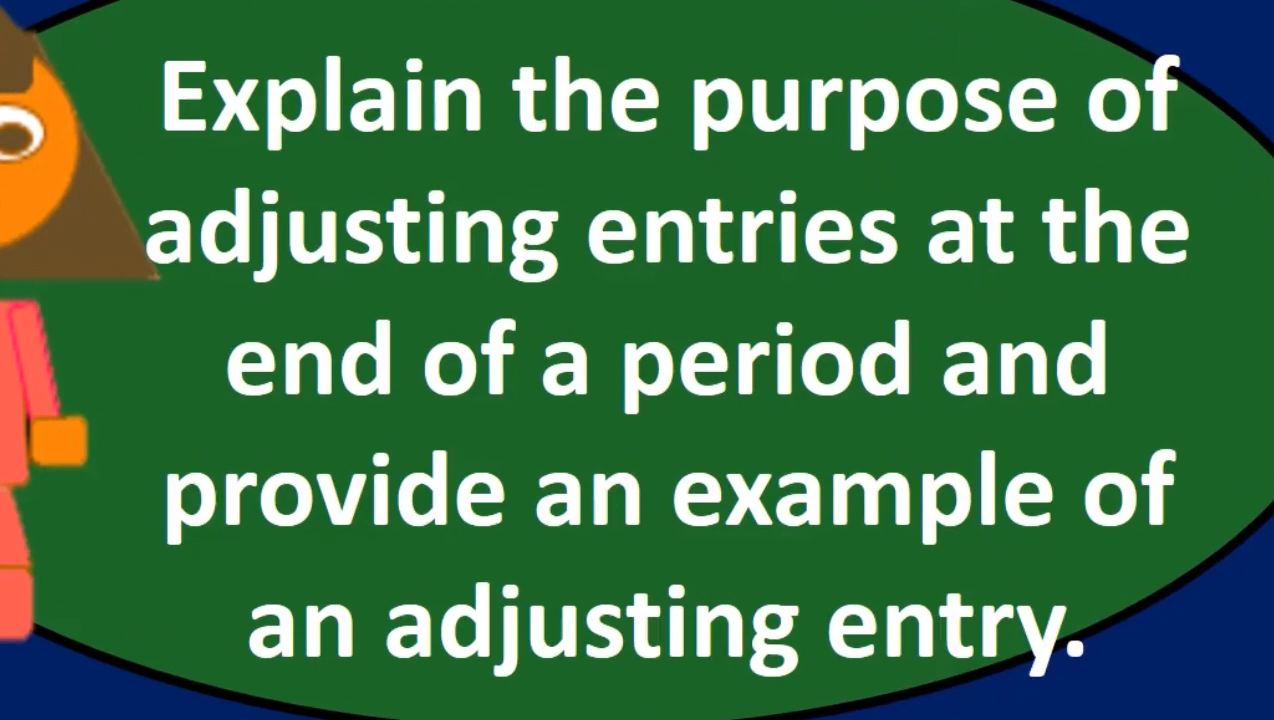 Explain the purpose of
adjusting entries at the
end of a period and
provide an example of
an adjusting entry.